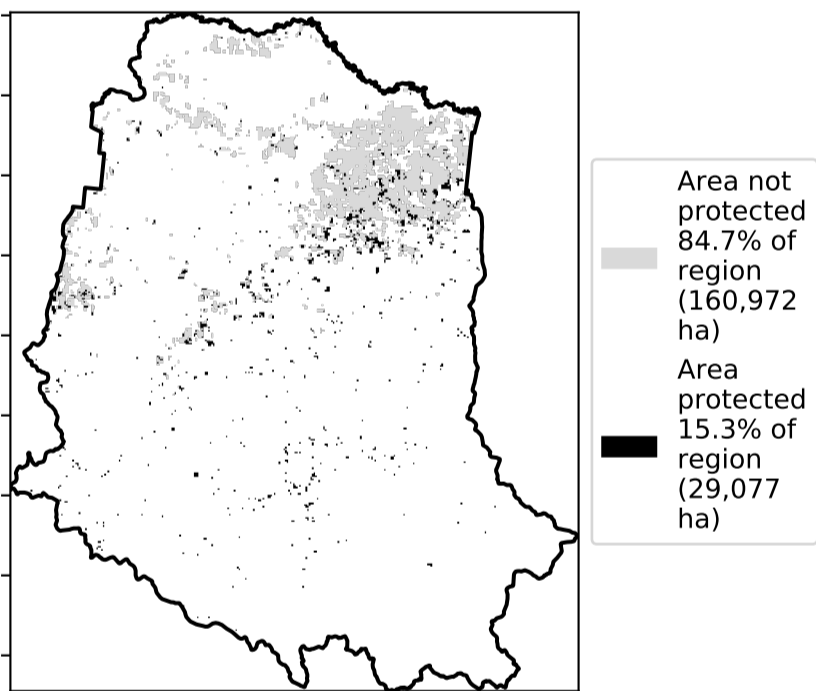 Area not
protected
84.7% of
region
(160,972
ha)
Area
protected
15.3% of
region
(29,077
ha)